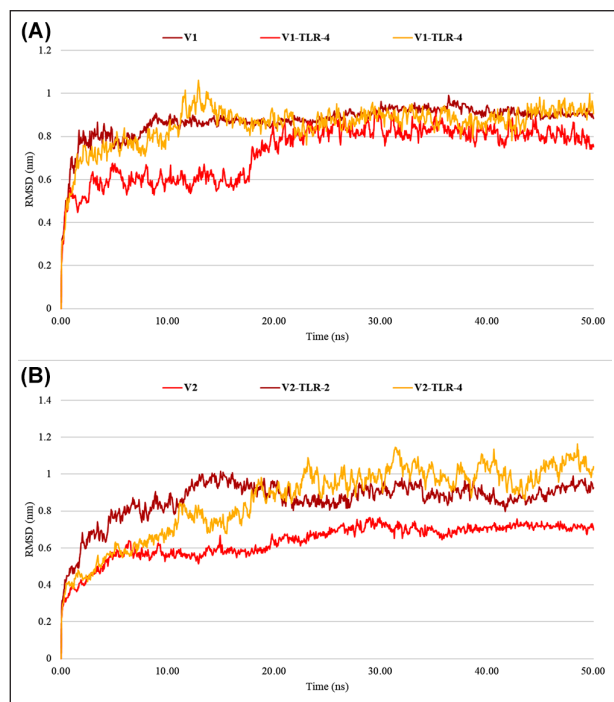 (A)
V1 V1-TLR-4 V1-TLR-4
1.2
1
0.8
0.6
0.4
0.2
0
RMSD (nm)
0.00 10.00 20.00 30.00 40.00 50.00
Time (ns)
(B)
V2 V2-TLR-2 V2-TLR-4
1.4
1.2
1
0.8
0.6
0.4
0.2
0
RMSD (nm)
0.00 10.00 20.00 30.00 40.00 50.00
Time (ns)